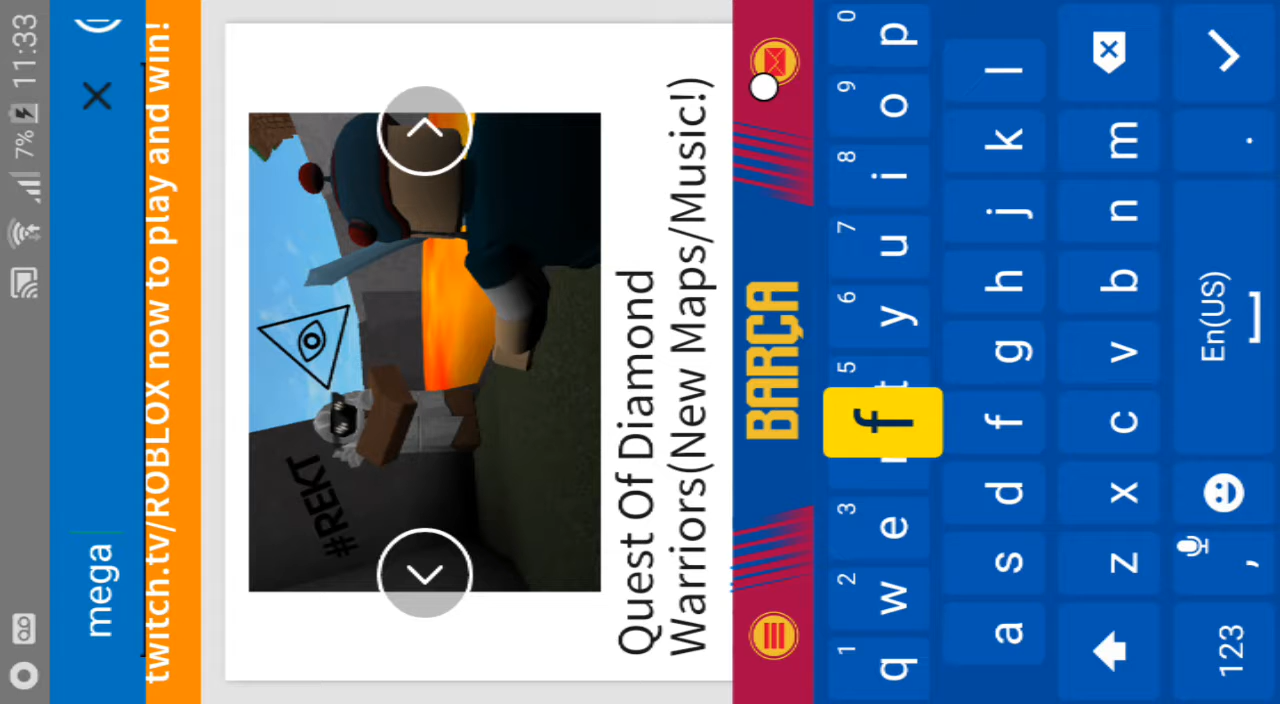 7% 11:33
mega
twitch.tv/ROBLOX now to play and win!
#REKT
Quest Of Diamond
Warriors(New Maps/Music!)
BARÇA
1 2 3 5 6 7 8 9 0
q w e t y u i o p
f
a s d f g h j k l
z x c v b n m
123 , En(US) .